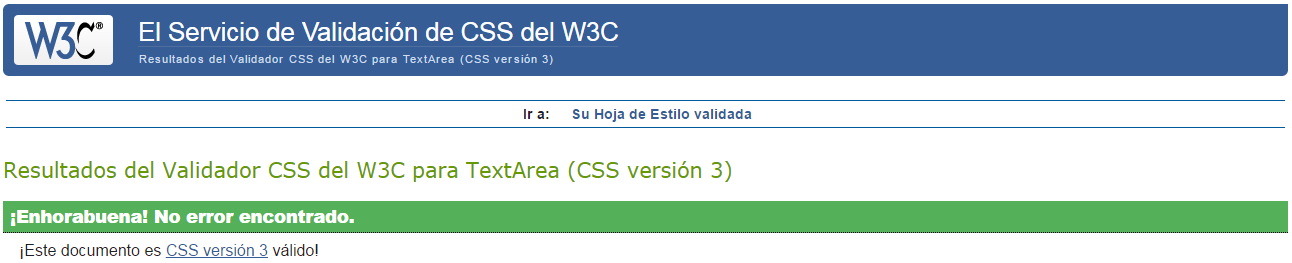 W3C®
El Servicio de Validación de CSS del W3C
Resultados del Validador CSS del W3C para TextArea (CSS versión 3)
Ir a: Su Hoja de Estilo validada
Resultados del Validador CSS del W3C para TextArea (CSS versión 3)
¡Enhorabuena! No error encontrado.
¡Este documento es CSS versión 3 válido!